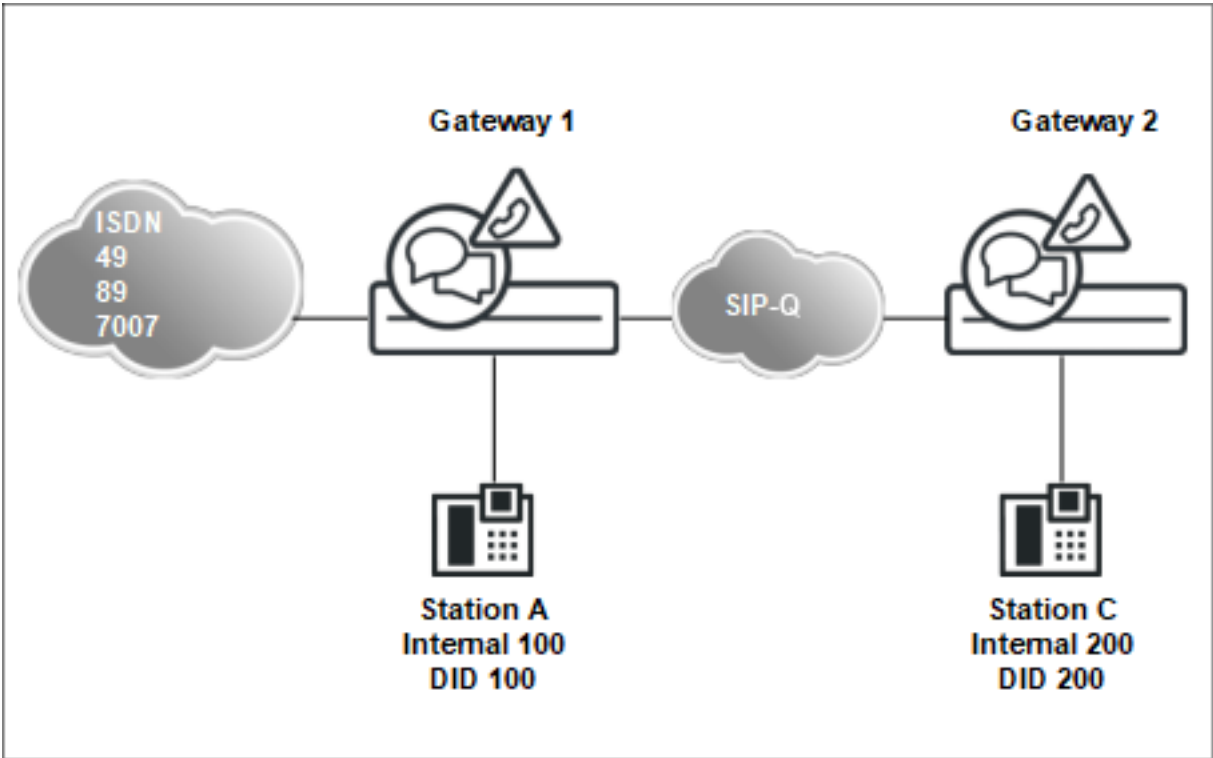 Gateway 1
Gateway 2
ISDN
49
89
7007
SIP-Q
Station A
Internal 100
DID 100
Station C
Internal 200
DID 200